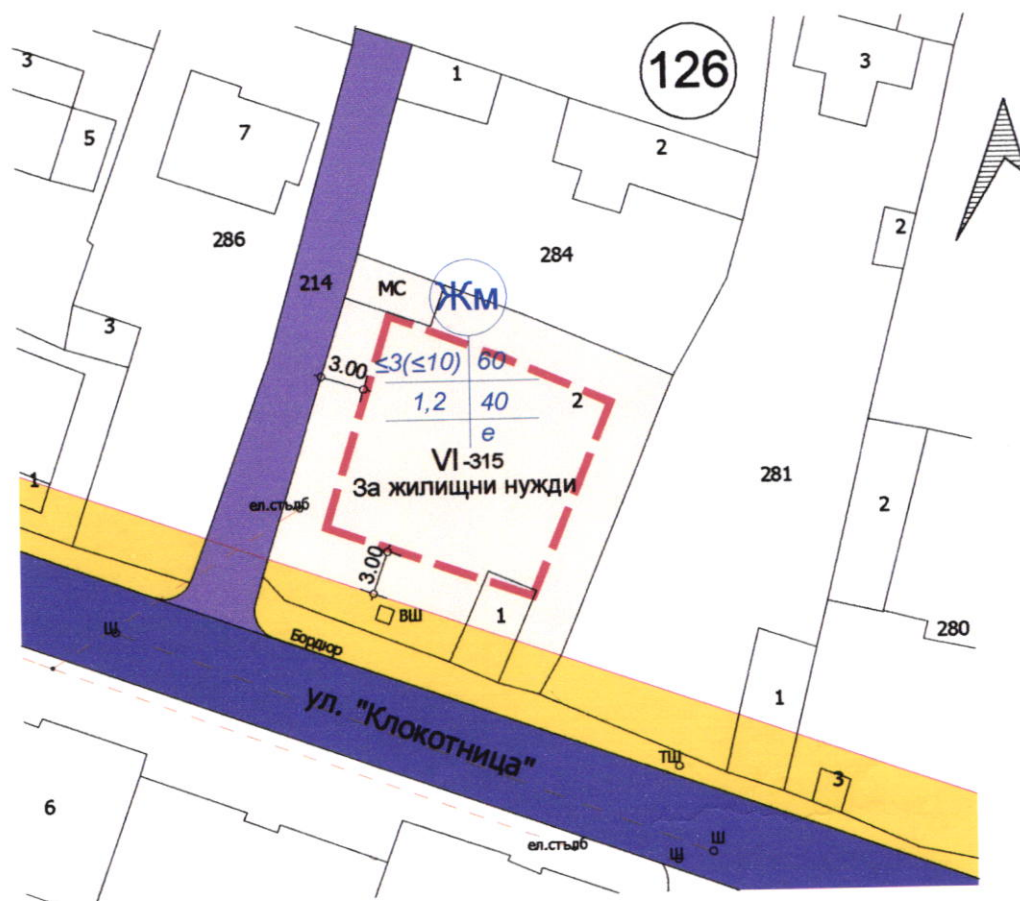 3
1
126
3
5
7
2
2
286
284
214
МС
Жм
3
3.00
≤3(≤10) 60
1,2 40
е
2
VI-315
За жилищни нужди
281
1
2
ел.стълб
3.00
ВШ
1
280
Ш
Бордюр
ул. "Клокотница"
1
ТШ
3
6
ел.стълб
Ш
Ш